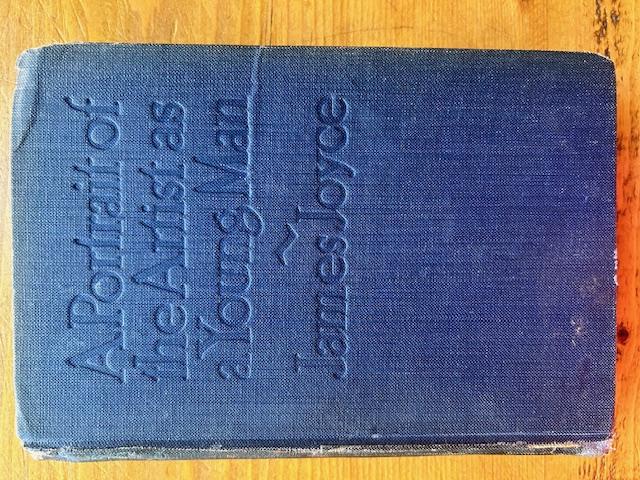 A Portrait of
the Artist as
a Young Man
~
James Joyce